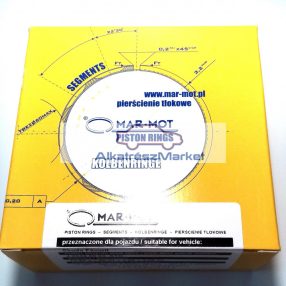 SEGMENTS
www.mar-mot.pl
pierścienie tłokowe
MAR-MOT
PISTON RINGS
AlkatrészMarket
KOLBENRINGE
0,20 A
MAR-MOT
PISTON RINGS - SEGMENTS - KOLBENRINGE - PIERŚCIENIE TŁOKOWE
przeznaczone dla pojazdu / suitable for vehicle: